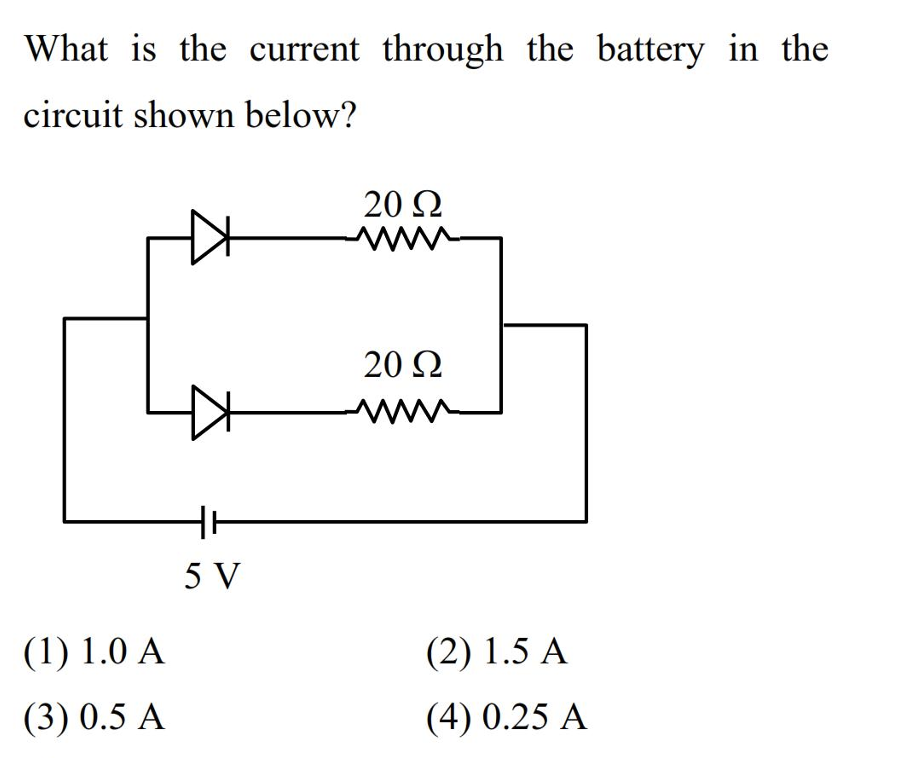 What is the current through the battery in the
circuit shown below?
20 Ω
20 Ω
5 V
(1) 1.0 A (2) 1.5 A
(3) 0.5 A (4) 0.25 A